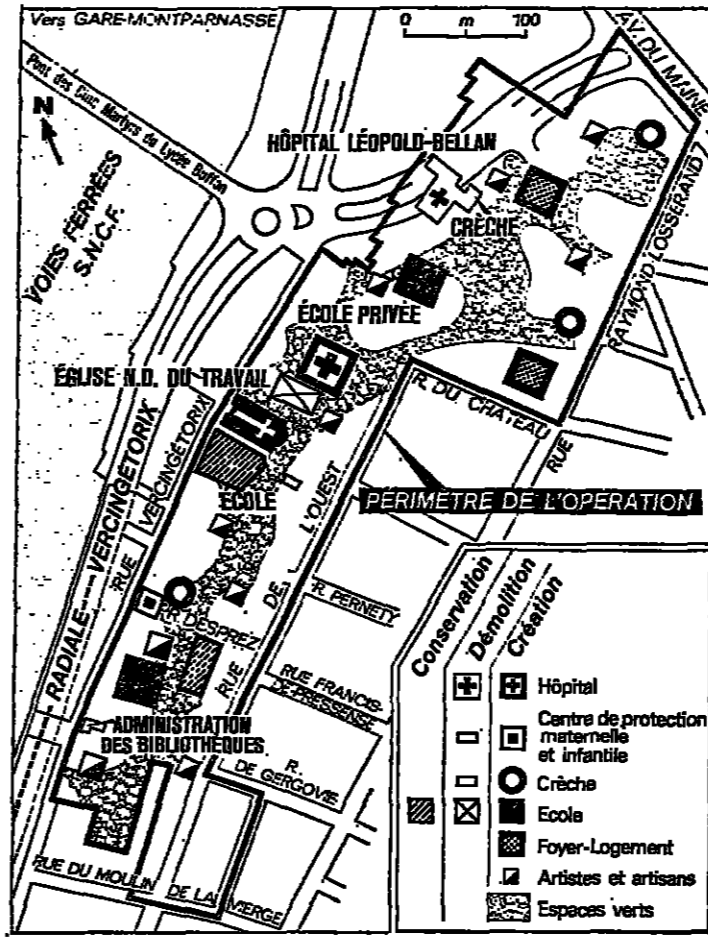 Vers GARE-MONTPARNASSE
0 m 100
AV. DU MAINE
Pont des Cinq Martyrs du Lycée Buffon
N
HÔPITAL LÉOPOLD-BELLAN
CRÈCHE
VOIES FERRÉES
S.N.C.F.
RUE RAYMOND LOSSERAND
ÉCOLE PRIVÉE
ÉGLISE N.D. DU TRAVAIL
R. DU CHÂTEAU
RADIALE VERCINGÉTORIX
RUE VERCINGÉTORIX
ÉCOLE
RUE DE L'OUEST
PÉRIMÈTRE DE L'OPÉRATION
R. PERNETY
R. DESPREZ
RUE FRANCIS-
DE-PRESSENSÉ
ADMINISTRATION
DES BIBLIOTHÈQUES
R.
DE GERGOVIE
RUE DU MOULIN DE LA VIERGE
Conservation
Démolition
Création
Hôpital
Centre de protection
maternelle
et infantile
Crèche
Ecole
Foyer-Logement
Artistes et artisans
Espaces verts